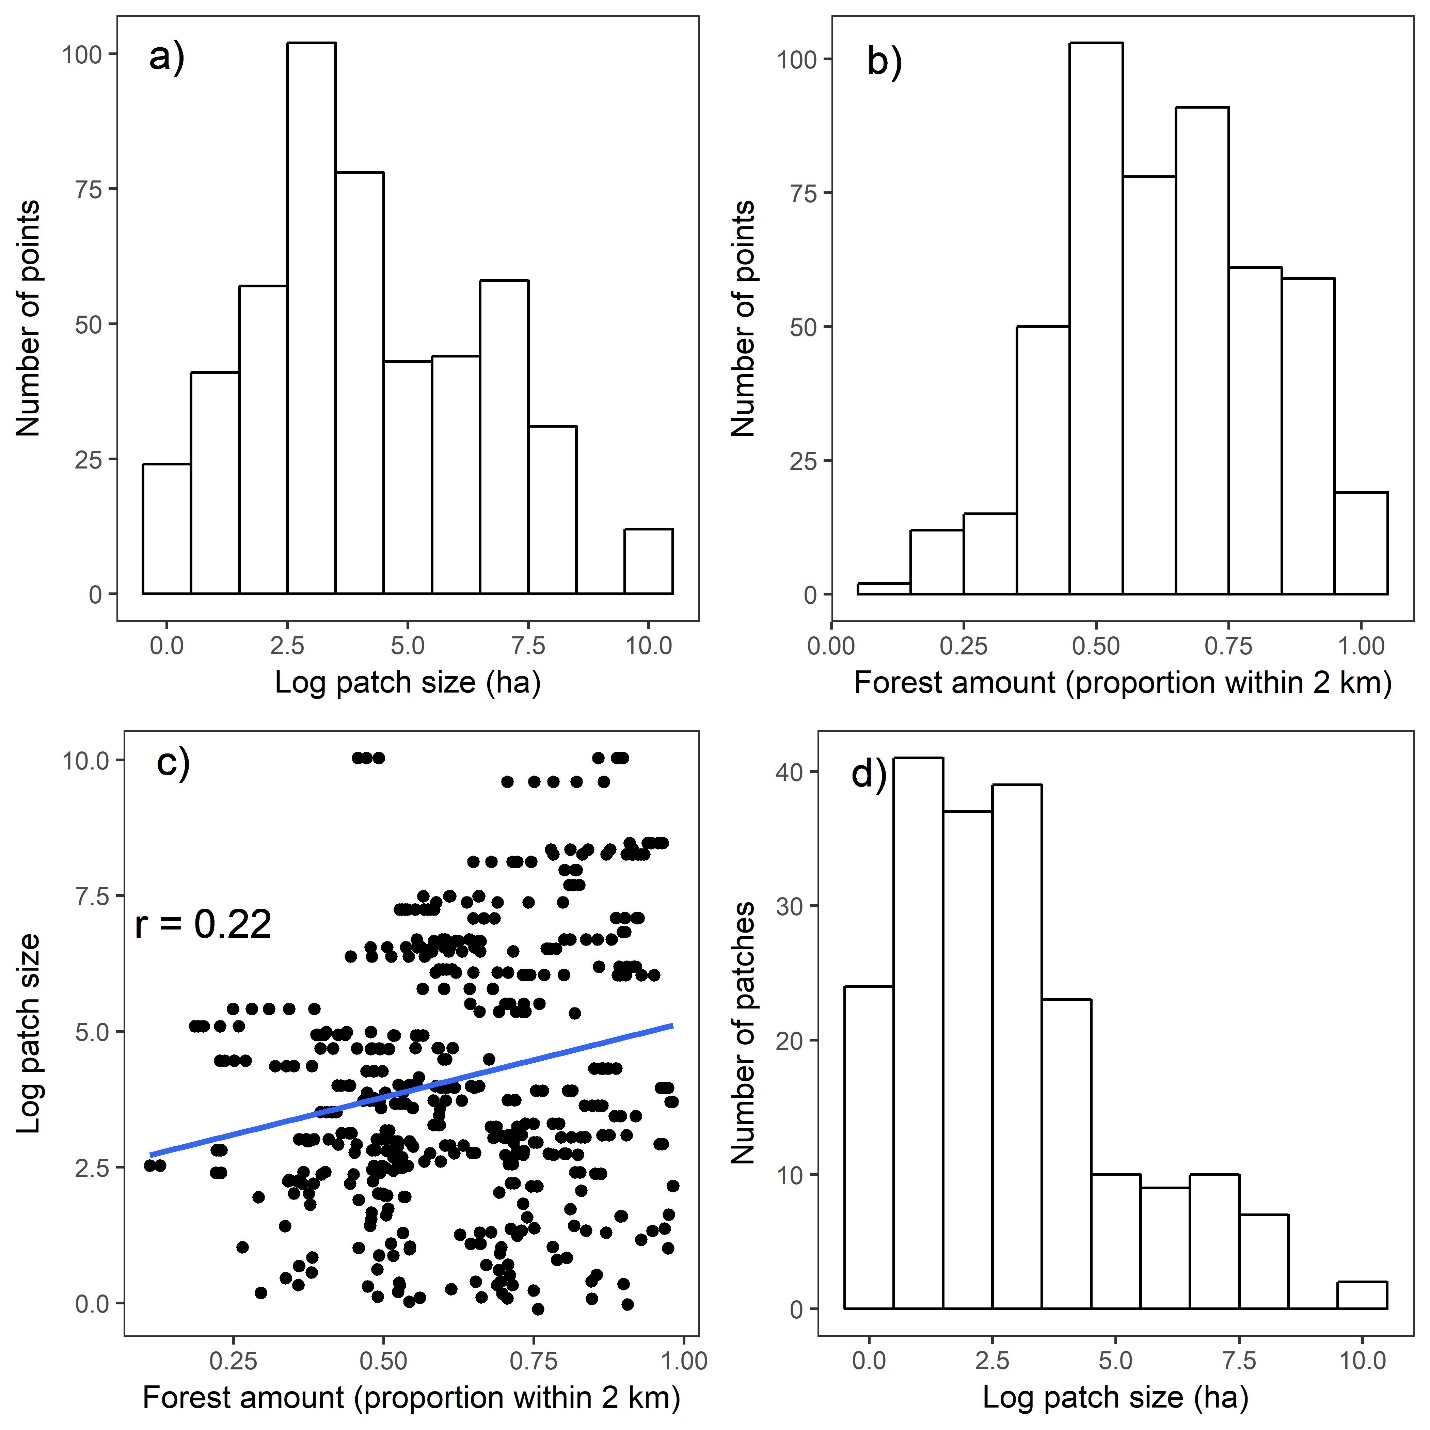 a)
100
75
50
25
0
Number of points
0.0 2.5 5.0 7.5 10.0
Log patch size (ha)
b)
100
75
50
25
0
Number of points
0.00 0.25 0.50 0.75 1.00
Forest amount (proportion within 2 km)
c)
10.0
7.5
r = 0.22
5.0
2.5
0.0
Log patch size
0.25 0.50 0.75 1.00
Forest amount (proportion within 2 km)
d)
40
30
20
10
0
Number of patches
0.0 2.5 5.0 7.5 10.0
Log patch size (ha)